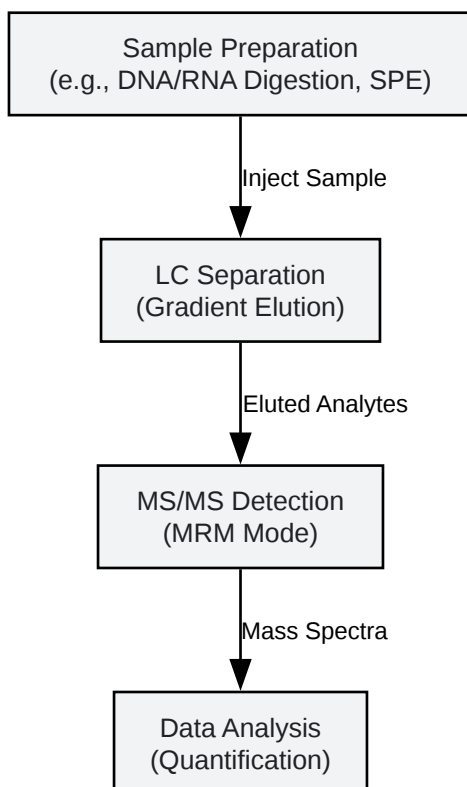 Sample Preparation
(e.g., DNA/RNA Digestion, SPE)
Inject Sample
LC Separation
(Gradient Elution)
Eluted Analytes
MS/MS Detection
(MRM Mode)
Mass Spectra
Data Analysis
(Quantification)